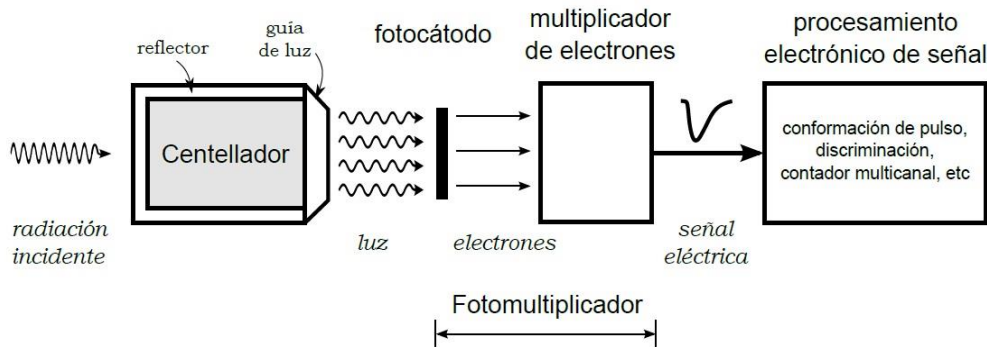 reflector
guía
de luz
fotocátodo
multiplicador
de electrones
procesamiento
electrónico de señal
Centellador
conformación de pulso,
discriminación,
contador multicanal, etc
radiación
incidente
luz
electrones
señal
eléctrica
Fotomultiplicador